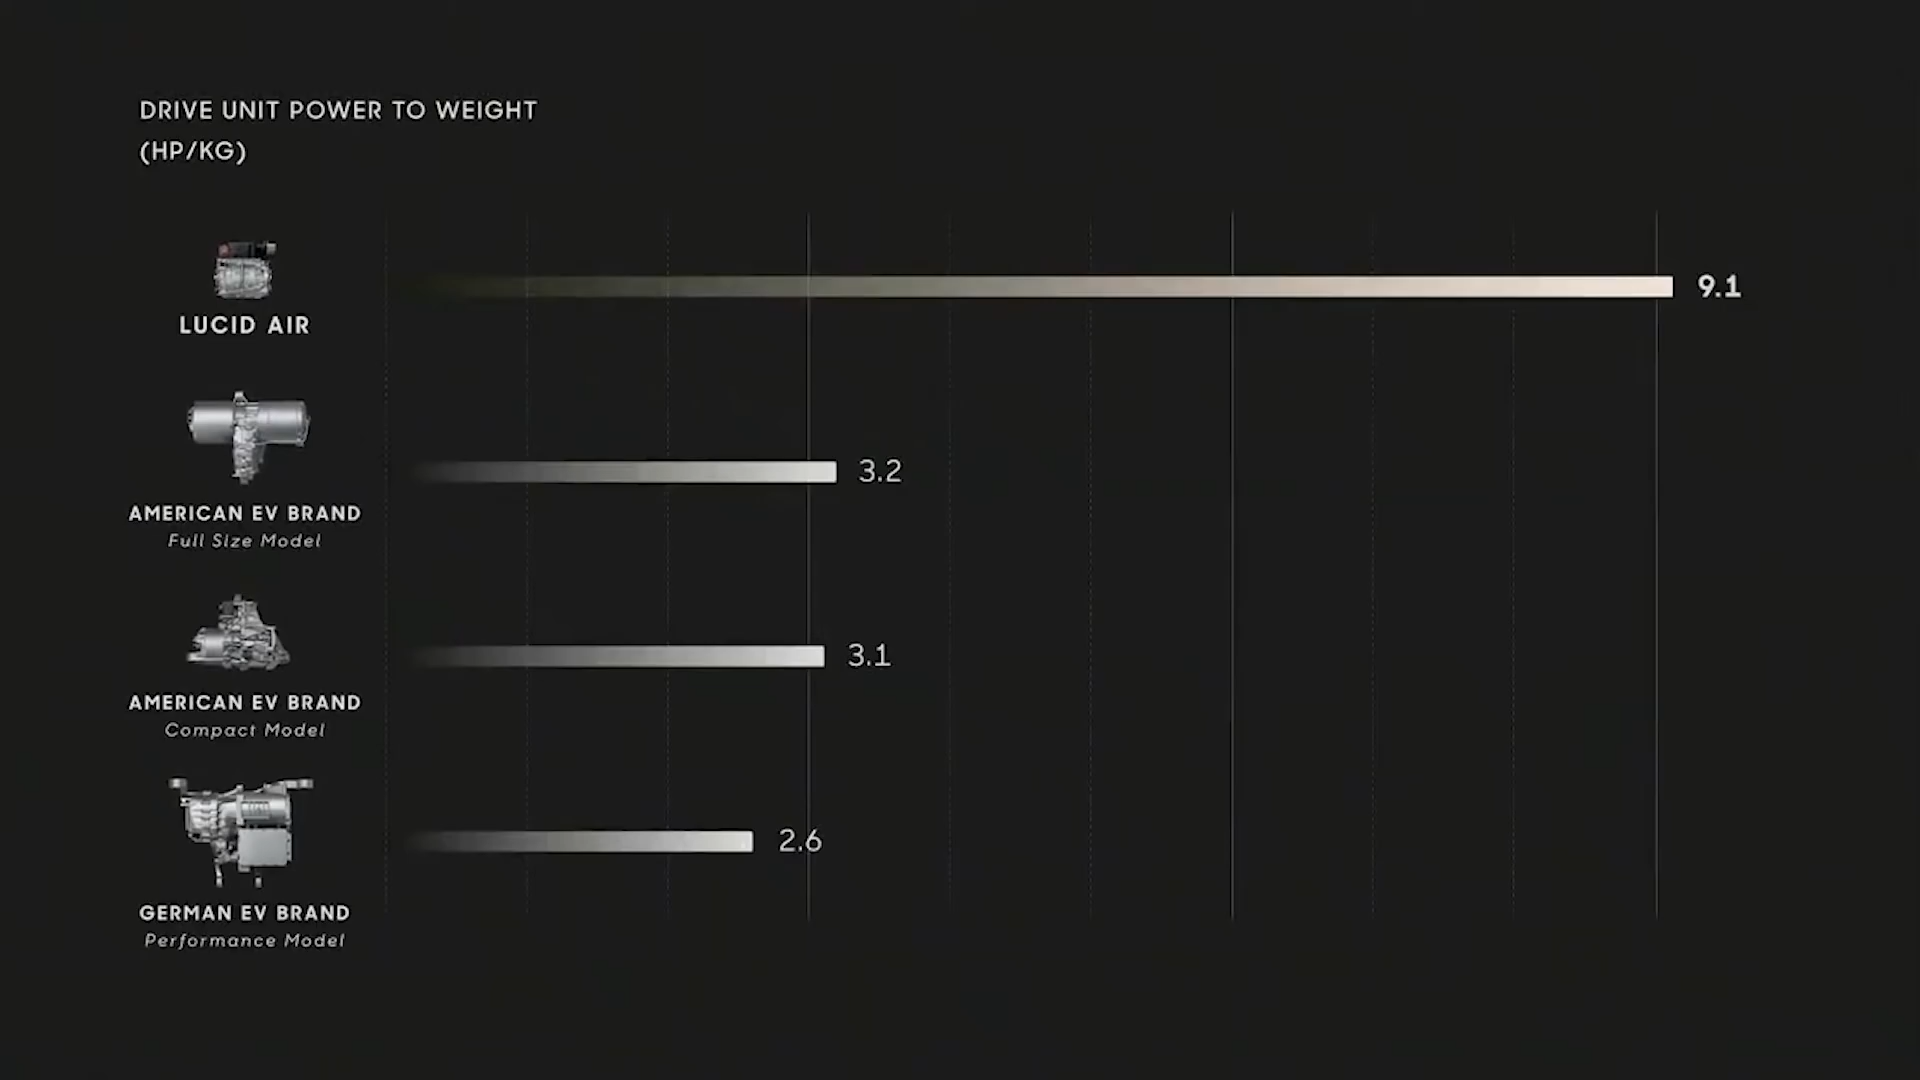 DRIVE UNIT POWER TO WEIGHT
(HP/KG)
9.1
LUCID AIR
3.2
AMERICAN EV BRAND
Full Size Model
3.1
AMERICAN EV BRAND
Compact Model
2.6
GERMAN EV BRAND
Performance Model